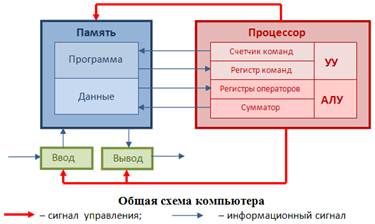 Память
Процессор
Программа
Данные
Счетчик команд
Регистр команд
УУ
Регистры операторов
Сумматор
АЛУ
Ввод
Вывод
Общая схема компьютера
– сигнал управления;
– информационный сигнал